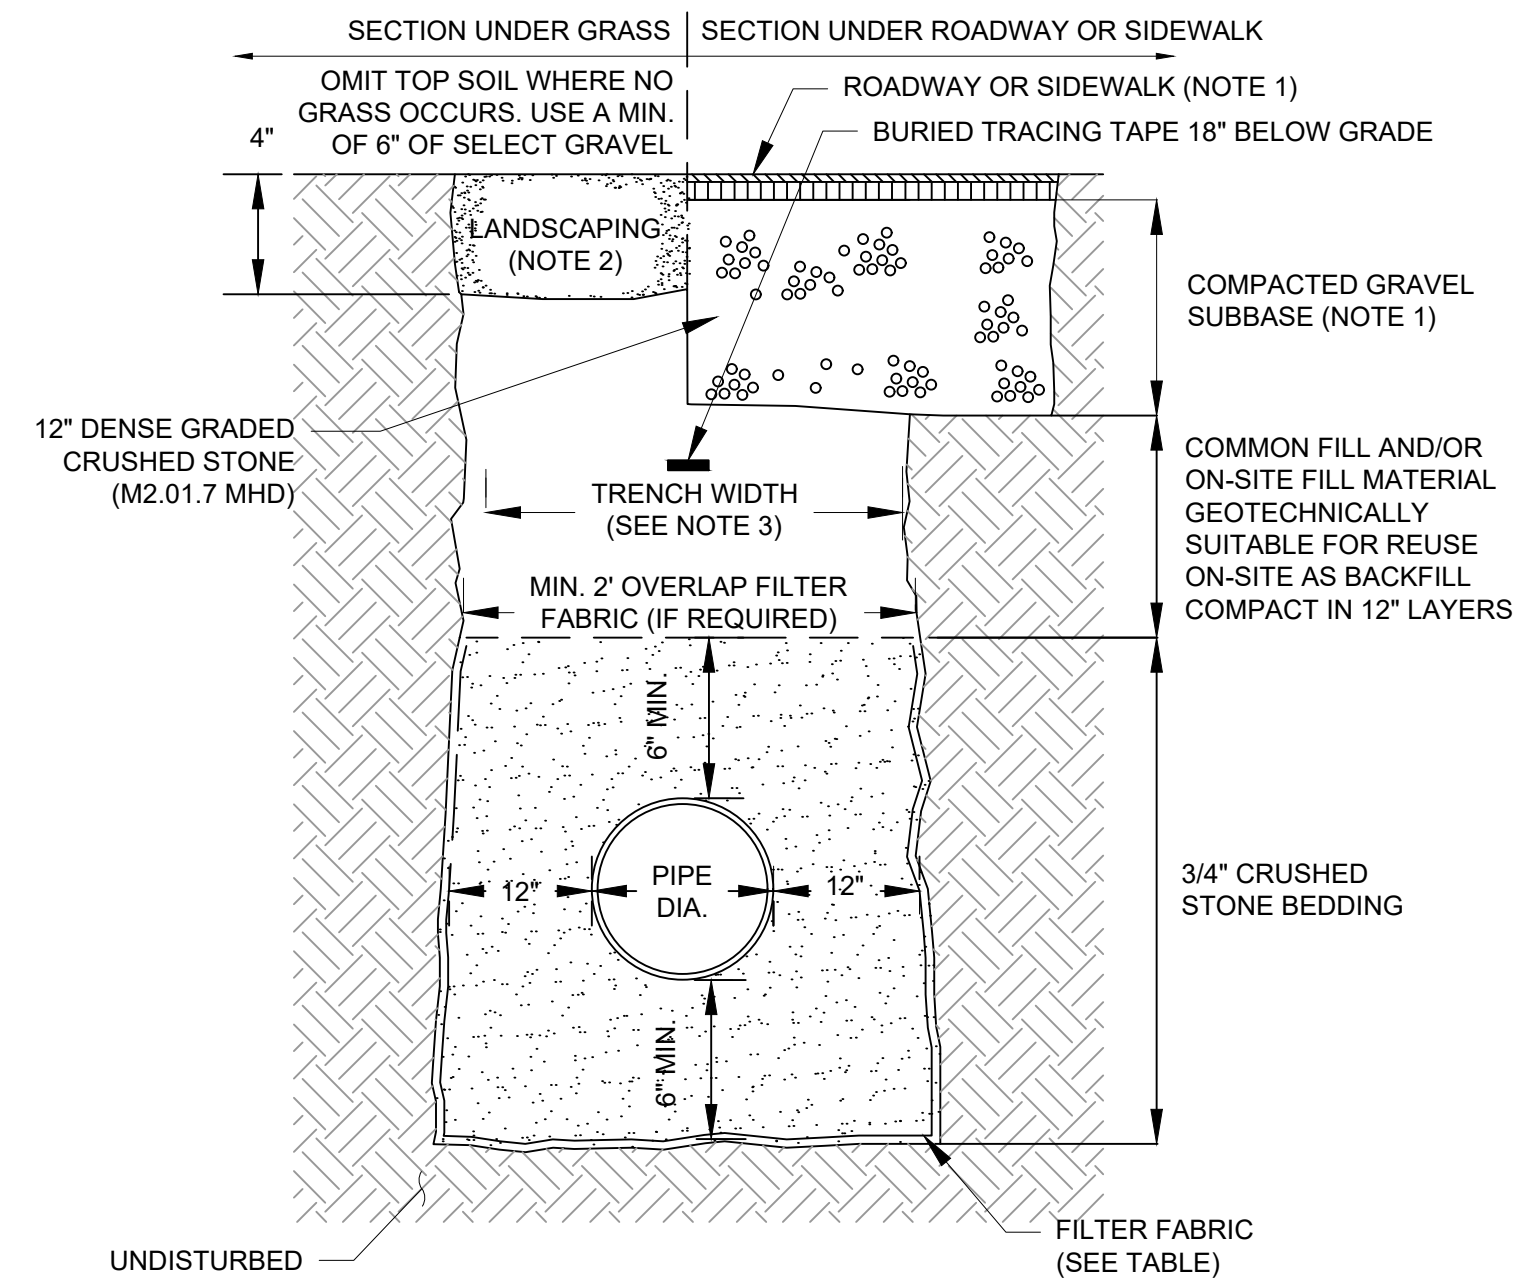 SECTION UNDER GRASS
SECTION UNDER ROADWAY OR SIDEWALK
OMIT TOP SOIL WHERE NO
GRASS OCCURS. USE A MIN.
OF 6" OF SELECT GRAVEL
4"
ROADWAY OR SIDEWALK (NOTE 1)
BURIED TRACING TAPE 18" BELOW GRADE
LANDSCAPING
(NOTE 2)
COMPACTED GRAVEL
SUBBASE (NOTE 1)
12" DENSE GRADED
CRUSHED STONE
(M2.01.7 MHD)
TRENCH WIDTH
(SEE NOTE 3)
COMMON FILL AND/OR
ON-SITE FILL MATERIAL
GEOTECHNICALLY
SUITABLE FOR REUSE
ON-SITE AS BACKFILL
COMPACT IN 12" LAYERS
MIN. 2' OVERLAP FILTER
FABRIC (IF REQUIRED)
6" MIN.
12"
PIPE
DIA.
12"
3/4" CRUSHED
STONE BEDDING
6" MIN.
UNDISTURBED
FILTER FABRIC
(SEE TABLE)